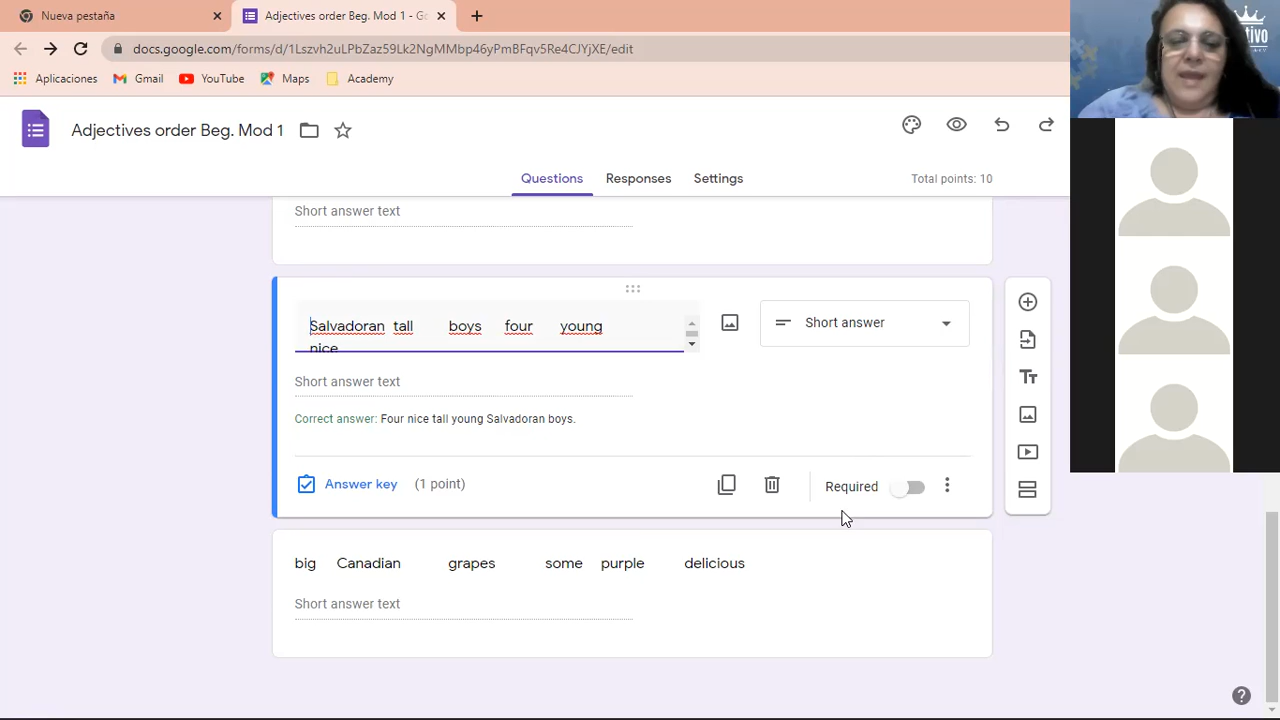 Nueva pestaña
Adjectives order Beg. Mod 1 - Go
docs.google.com/forms/d/1Lszvh2uLPbZaz59Lk2NgMMbp46yPmBFqv5Re4CJYjXE/edit
Aplicaciones Gmail YouTube Maps Academy
Adjectives order Beg. Mod 1
Questions Responses Settings Total points: 10
Short answer text
Salvadoran tall boys four young
nice
Short answer
Short answer text
Correct answer: Four nice tall young Salvadoran boys.
Answer key (1 point) Required
big Canadian grapes some purple delicious
Short answer text